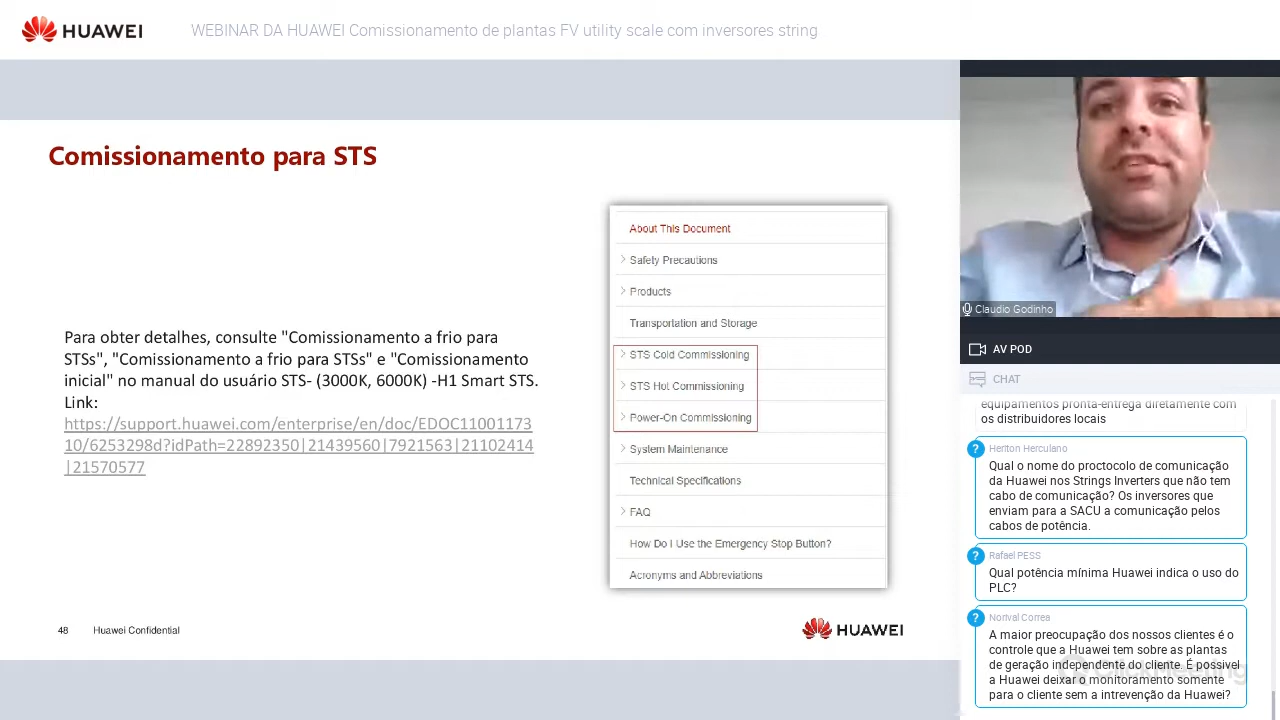 HUAWEI
WEBINAR DA HUAWEI Comissionamento de plantas FV utility scale com inversores string
Comissionamento para STS
Para obter detalhes, consulte "Comissionamento a frio para
STSs", "Comissionamento a frio para STSs" e "Comissionamento
inicial" no manual do usuário STS- (3000K, 6000K) -H1 Smart STS.
Link:
https://support.huawei.com/enterprise/en/doc/EDOC11001173
10/6253298d?idPath=22892350|21439560|7921563|21102414
|21570577
About This Document
Safety Precautions
Products
Transportation and Storage
STS Cold Commissioning
STS Hot Commissioning
Power-On Commissioning
System Maintenance
Technical Specifications
FAQ
How Do I Use the Emergency Stop Button?
Acronyms and Abbreviations
48 Huawei Confidential
HUAWEI
Claudio Godinho
AV POD
CHAT
equipamentos pronta-entrega diretamente com
os distribuidores locais
Heriton Herculano
Qual o nome do proctocolo de comunicação
da Huawei nos Strings Inverters que não tem
cabo de comunicação? Os inversores que
enviam para a SACU a comunicação pelos
cabos de potência.
Rafael PESS
Qual potência mínima Huawei indica o uso do
PLC?
Norival Correa
A maior preocupação dos nossos clientes é o
controle que a Huawei tem sobre as plantas
de geração independente do cliente. É possivel
a Huawei deixar o monitoramento somente
para o cliente sem a intrevenção da Huawei?
ClickMeeting